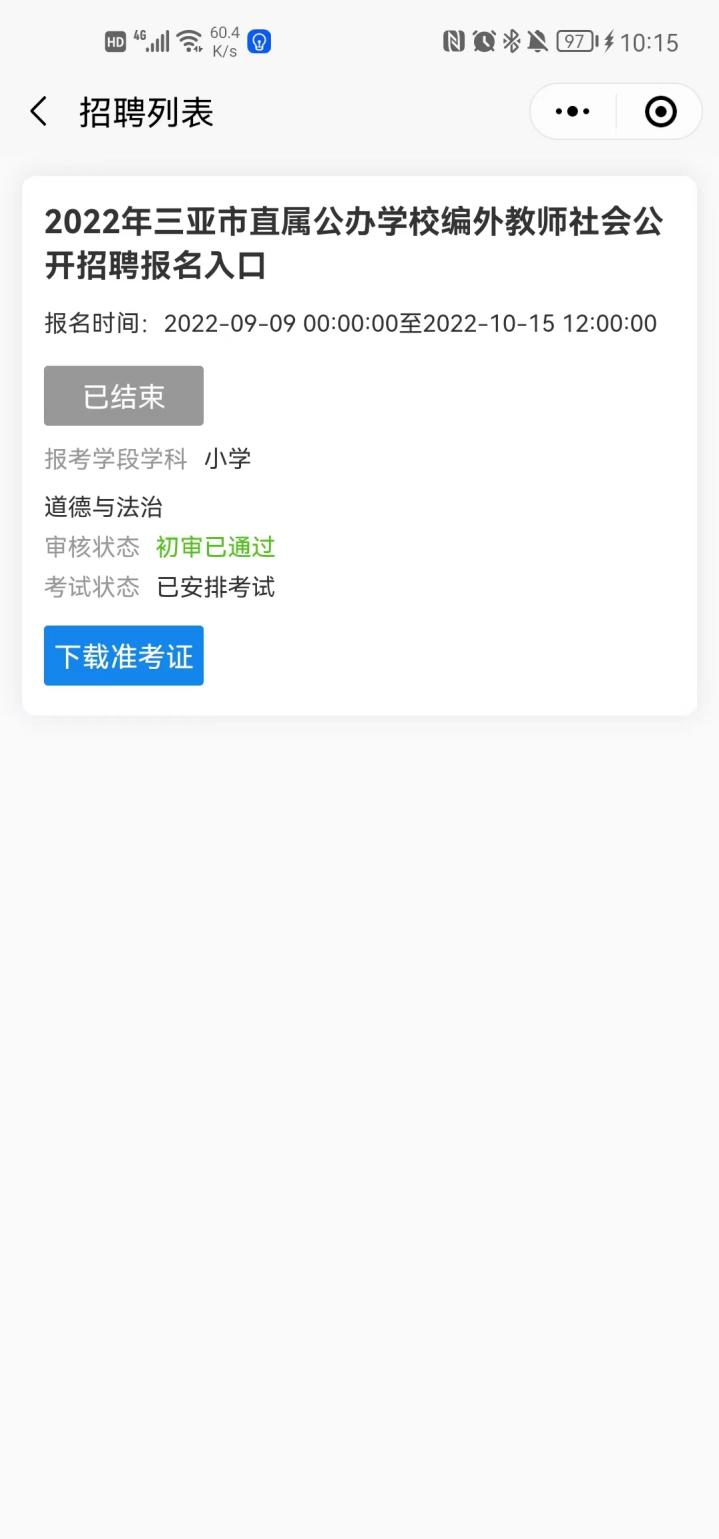 HD 4G 60.4 K/s 97 10:15
招聘列表
2022年三亚市直属公办学校编外教师社会公
开招聘报名入口
报名时间：2022-09-09 00:00:00至2022-10-15 12:00:00
已结束
报考学段学科 小学
道德与法治
审核状态 初审已通过
考试状态 已安排考试
下载准考证